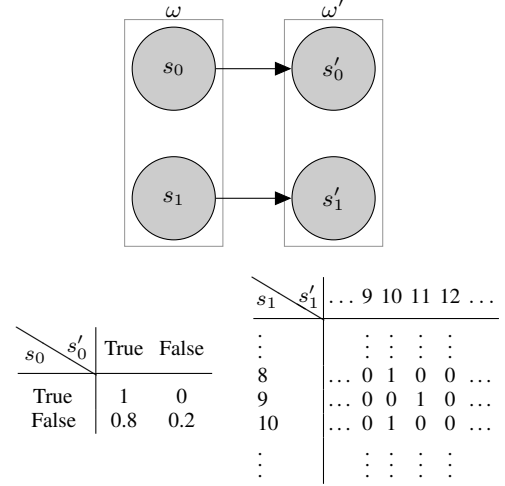 ω ω′
s₀ s′₀
s₁ s′₁
s₀ s′₀ True False
True 1 0
False 0.8 0.2
s₁ s′₁ ... 9 10 11 12 ...
⋮ ⋮ ⋮ ⋮ ⋮
8 ... 0 1 0 0 ...
9 ... 0 0 1 0 ...
10 ... 0 1 0 0 ...
⋮ ⋮ ⋮ ⋮ ⋮